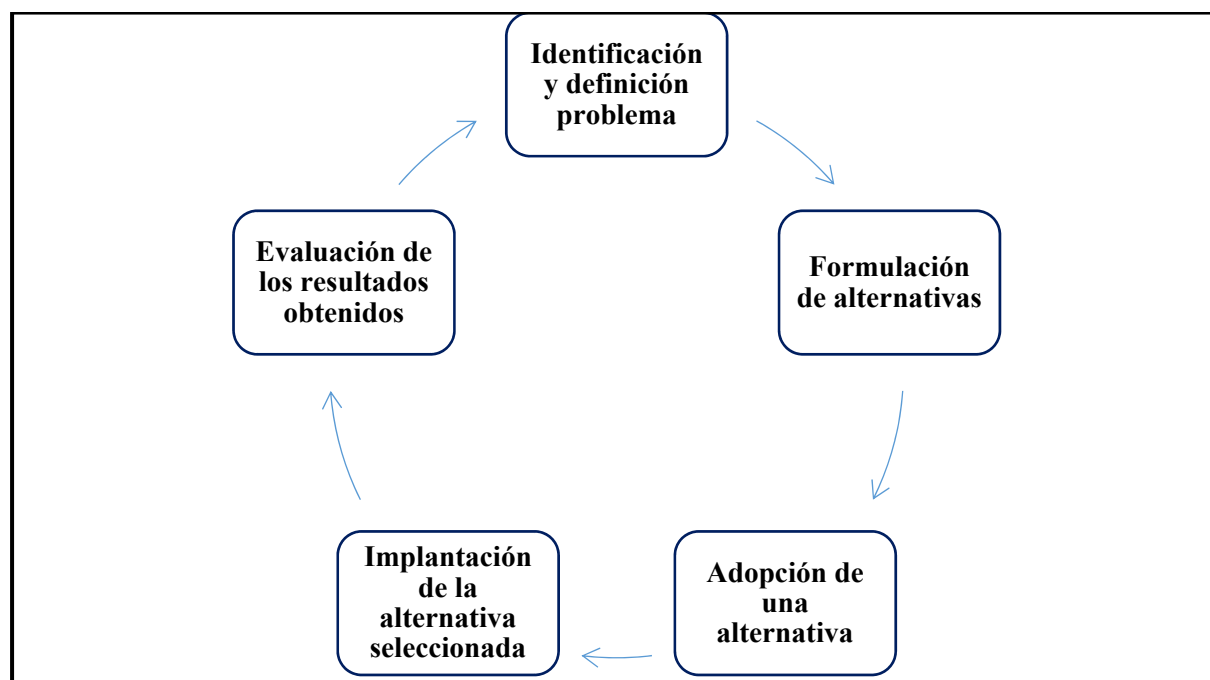 Identificación
y definición
problema
Formulación
de alternativas
Adopción de
una
alternativa
Implantación
de la
alternativa
seleccionada
Evaluación de
los resultados
obtenidos